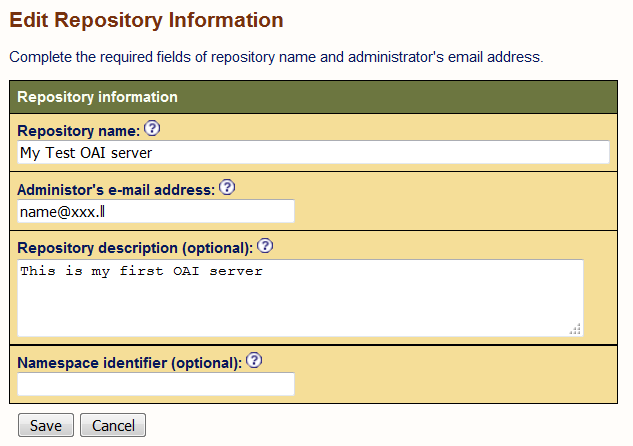 Edit Repository Information
Complete the required fields of repository name and administrator's email address.
Repository information
Repository name: ?
My Test OAI server
Administor's e-mail address: ?
name@xxx.ll
Repository description (optional): ?
This is my first OAI server
Namespace identifier (optional): ?
Save Cancel